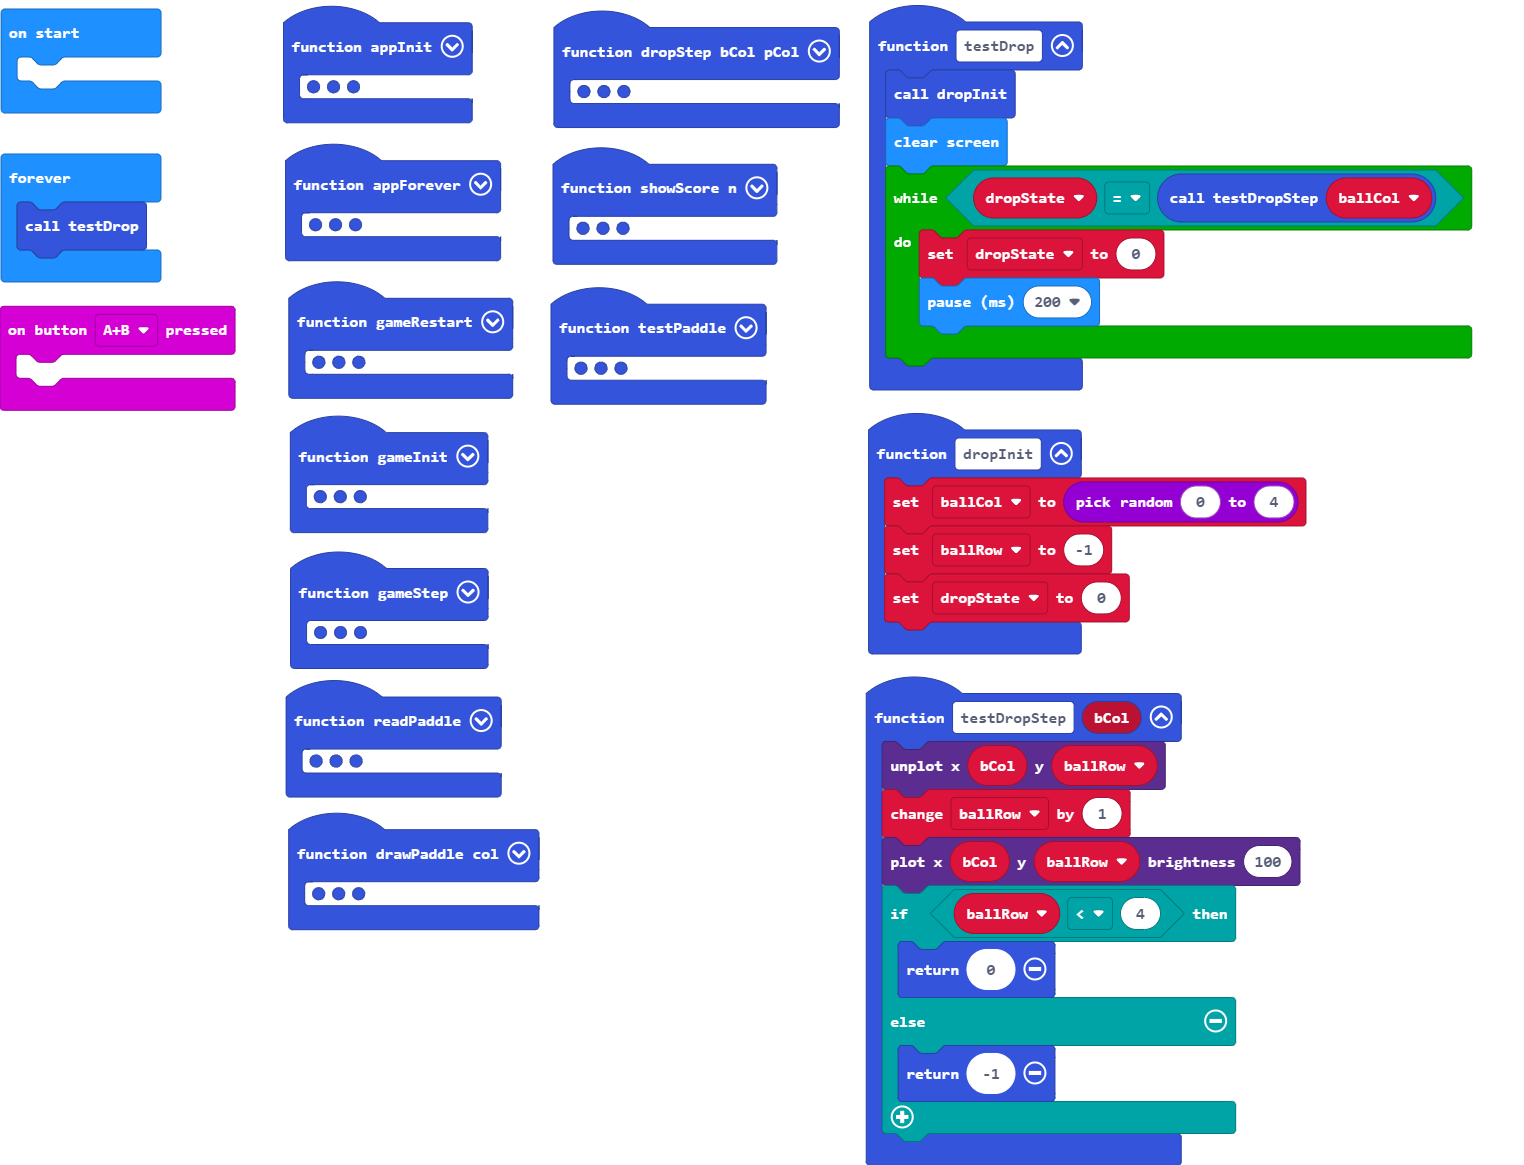 on start
forever
call testDrop
on button A+B pressed
function appInit
function appForever
function gameRestart
function gameInit
function gameStep
function readPaddle
function drawPaddle col
function dropStep bCol pCol
function showScore n
function testPaddle
function testDrop
call dropInit
clear screen
while dropState = call testDropStep ballCol
do
set dropState to 0
pause (ms) 200
function dropInit
set ballCol to pick random 0 to 4
set ballRow to -1
set dropState to 0
function testDropStep bCol
unplot x bCol y ballRow
change ballRow by 1
plot x bCol y ballRow brightness 100
if ballRow < 4 then
return 0
else
return -1